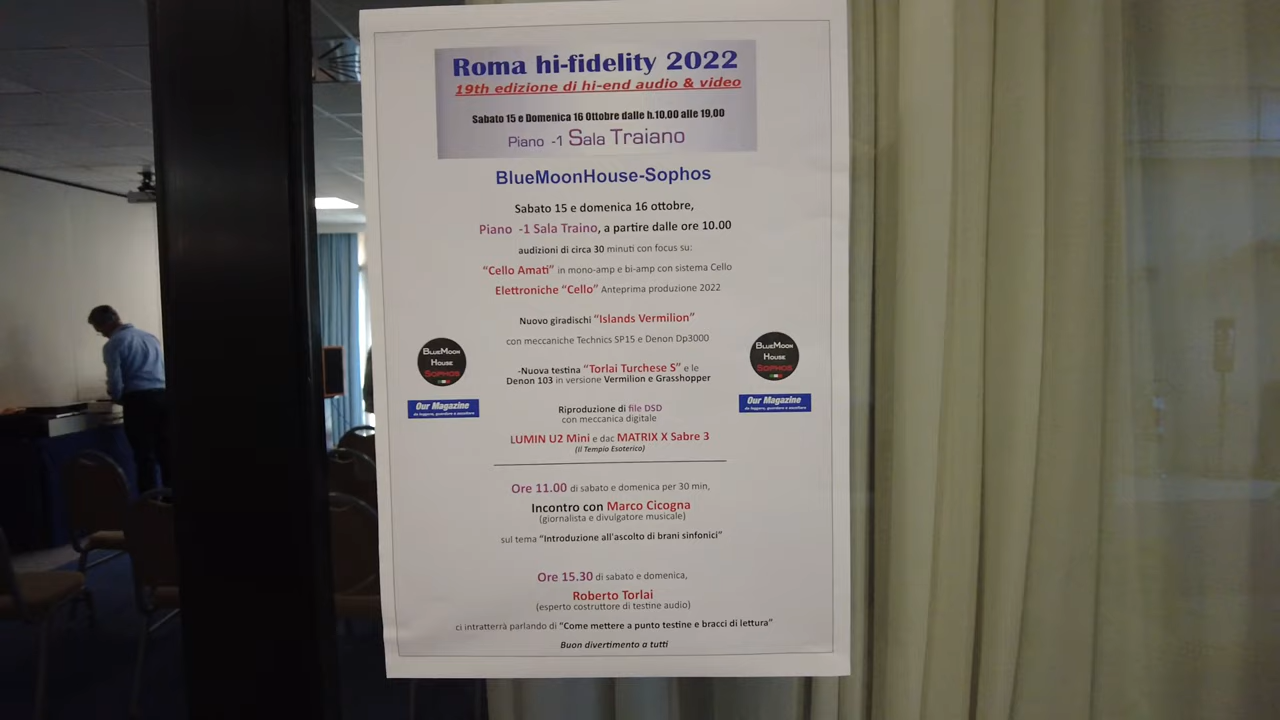 Roma hi-fidelity 2022
19th edizione di hi-end audio & video
Sabato 15 e Domenica 16 Ottobre dalle h.10.00 alle 19,00
Piano -1 Sala Traiano
BlueMoonHouse-Sophos
Sabato 15 e domenica 16 ottobre,
Piano -1 Sala Traino, a partire dalle ore 10.00
audizioni di circa 30 minuti con focus su:
“Cello Amati” in mono-amp e bi-amp con sistema Cello
Elettroniche “Cello” Anteprima produzione 2022
Nuovo giradischi “Islands Vermilion”
con meccaniche Technics SP15 e Denon Dp3000
-Nuova testina “Torlai Turchese S” e le
Denon 103 in versione Vermilion e Grasshopper
Riproduzione di file DSD
con meccanica digitale
LUMIN U2 Mini e dac MATRIX X Sabre 3
(Il Tempio Esoterico)
Ore 11.00 di sabato e domenica per 30 min,
Incontro con Marco Cicogna
(giornalista e divulgatore musicale)
sul tema “Introduzione all'ascolto di brani sinfonici”
Ore 15.30 di sabato e domenica,
Roberto Torlai
(esperto costruttore di testine audio)
ci intratterrà parlando di “Come mettere a punto testine e bracci di lettura”
Buon divertimento a tutti
BlueMoon
House
Sophos
Our Magazine
da leggere, guardare e ascoltare
BlueMoon
House
Sophos
Our Magazine
da leggere, guardare e ascoltare